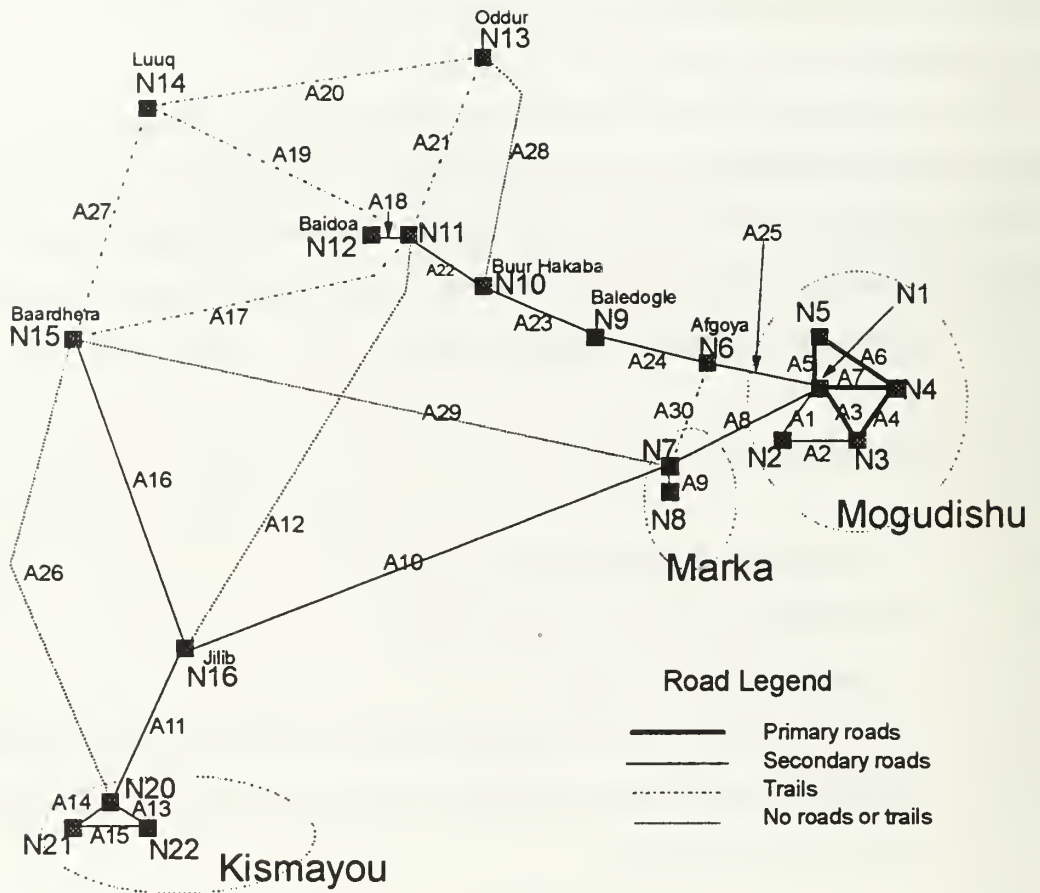 Oddur
N13
Luuq
N14
A20
A19
A21
A28
A27
A18
Baidoa
N12
N11
A25
A22
Buur Hakaba
N10
N1
Baardhera
N15
A17
A23
Baledogle
N9
N5
Afgoya
N6
A24
A5
A6
A7
N4
A29
A30
A8
A1
A3
A4
N7
N2
A2
N3
A16
A9
A12
N8
Mogudishu
A26
A10
Marka
Jilib
N16
Road Legend
A11
Primary roads
Secondary roads
N20
Trails
A14
A13
No roads or trails
N21
A15
N22
Kismayou